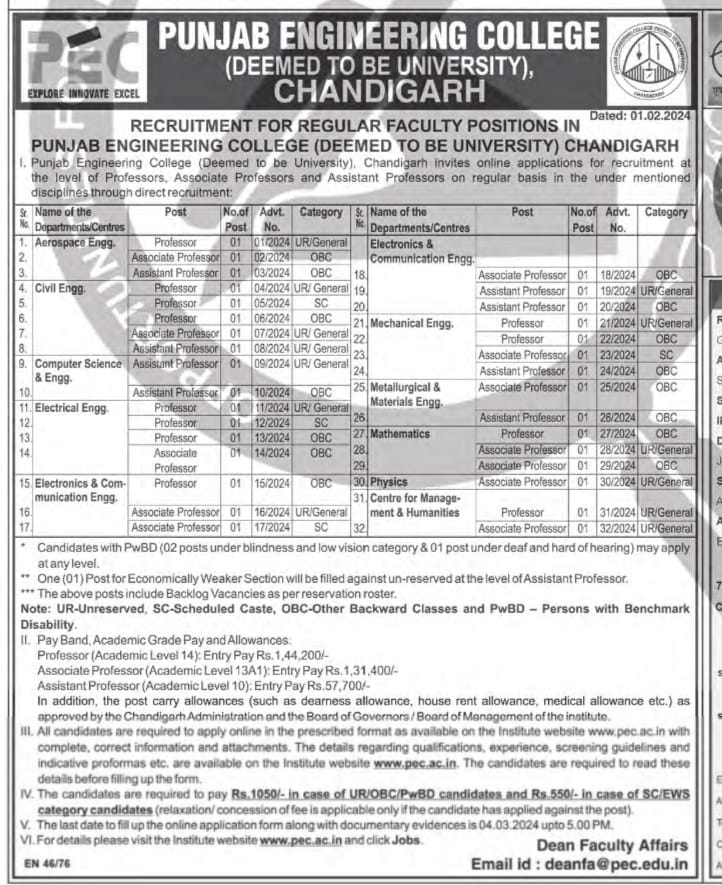 PEC
EXPLORE INNOVATE EXCEL
PUNJAB ENGINEERING COLLEGE
(DEEMED TO BE UNIVERSITY),
CHANDIGARH
Dated: 01.02.2024
RECRUITMENT FOR REGULAR FACULTY POSITIONS IN
PUNJAB ENGINEERING COLLEGE (DEEMED TO BE UNIVERSITY) CHANDIGARH
I. Punjab Engineering College (Deemed to be University), Chandigarh invites online applications for recruitment at
the level of Professors, Associate Professors and Assistant Professors on regular basis in the under mentioned
disciplines through direct recruitment:
Sr. No. Name of the Departments/Centres Post No.of Post Advt. No. Category
1. Aerospace Engg. Professor 01 01/2024 UR/General
2. Associate Professor 01 02/2024 OBC
3. Assistant Professor 01 03/2024 OBC
4. Civil Engg. Professor 01 04/2024 UR/ General
5. Professor 01 05/2024 SC
6. Professor 01 06/2024 OBC
7. Associate Professor 01 07/2024 UR/ General
8. Assistant Professor 01 08/2024 UR/ General
9. Computer Science & Engg. Assistant Professor 01 09/2024 UR/ General
10. Assistant Professor 01 10/2024 OBC
11. Electrical Engg. Professor 01 11/2024 UR/ General
12. Professor 01 12/2024 SC
13. Professor 01 13/2024 OBC
14. Associate Professor 01 14/2024 OBC
15. Electronics & Communication Engg. Professor 01 15/2024 OBC
16. Associate Professor 01 16/2024 UR/General
17. Associate Professor 01 17/2024 SC
Sr. No. Name of the Departments/Centres Post No.of Post Advt. No. Category
Electronics & Communication Engg.
18. Associate Professor 01 18/2024 OBC
19. Assistant Professor 01 19/2024 UR/General
20. Assistant Professor 01 20/2024 OBC
21. Mechanical Engg. Professor 01 21/2024 UR/General
22. Professor 01 22/2024 OBC
23. Associate Professor 01 23/2024 SC
24. Assistant Professor 01 24/2024 OBC
25. Metallurgical & Materials Engg. Associate Professor 01 25/2024 OBC
26. Assistant Professor 01 26/2024 OBC
27. Mathematics Professor 01 27/2024 OBC
28. Associate Professor 01 28/2024 UR/General
29. Associate Professor 01 29/2024 OBC
30. Physics Associate Professor 01 30/2024 UR/General
31. Centre for Management & Humanities Professor 01 31/2024 UR/General
32. Associate Professor 01 32/2024 UR/General
* Candidates with PwBD (02 posts under blindness and low vision category & 01 post under deaf and hard of hearing) may apply
at any level.
** One (01) Post for Economically Weaker Section will be filled against un-reserved at the level of Assistant Professor.
*** The above posts include Backlog Vacancies as per reservation roster.
Note: UR-Unreserved, SC-Scheduled Caste, OBC-Other Backward Classes and PwBD – Persons with Benchmark
Disability.
II. Pay Band, Academic Grade Pay and Allowances:
Professor (Academic Level 14): Entry Pay Rs.1,44,200/-
Associate Professor (Academic Level 13A1): Entry Pay Rs.1,31,400/-
Assistant Professor (Academic Level 10): Entry Pay Rs.57,700/-
In addition, the post carry allowances (such as dearness allowance, house rent allowance, medical allowance etc.) as
approved by the Chandigarh Administration and the Board of Governors / Board of Management of the institute.
III. All candidates are required to apply online in the prescribed format as available on the Institute website www.pec.ac.in with
complete, correct information and attachments. The details regarding qualifications, experience, screening guidelines and
indicative proformas etc. are available on the Institute website www.pec.ac.in. The candidates are required to read these
details before filling up the form.
IV. The candidates are required to pay Rs.1050/- in case of UR/OBC/PwBD candidates and Rs.550/- in case of SC/EWS
category candidates (relaxation/ concession of fee is applicable only if the candidate has applied against the post).
V. The last date to fill up the online application form along with documentary evidences is 04.03.2024 upto 5.00 PM.
VI. For details please visit the Institute website www.pec.ac.in and click Jobs.
Dean Faculty Affairs
EN 46/76
Email id : deanfa@pec.edu.in